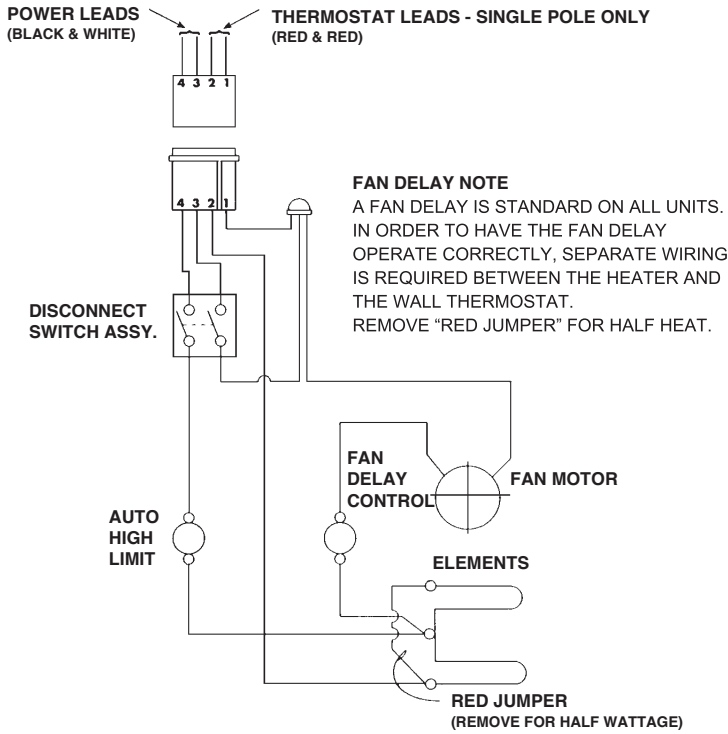 POWER LEADS
(BLACK & WHITE)
THERMOSTAT LEADS - SINGLE POLE ONLY
(RED & RED)
4 3 2 1
4 3 2 1
FAN DELAY NOTE
A FAN DELAY IS STANDARD ON ALL UNITS.
IN ORDER TO HAVE THE FAN DELAY
OPERATE CORRECTLY, SEPARATE WIRING
IS REQUIRED BETWEEN THE HEATER AND
THE WALL THERMOSTAT.
REMOVE “RED JUMPER” FOR HALF HEAT.
DISCONNECT
SWITCH ASSY.
FAN
DELAY
CONTROL
FAN MOTOR
AUTO
HIGH
LIMIT
ELEMENTS
RED JUMPER
(REMOVE FOR HALF WATTAGE)